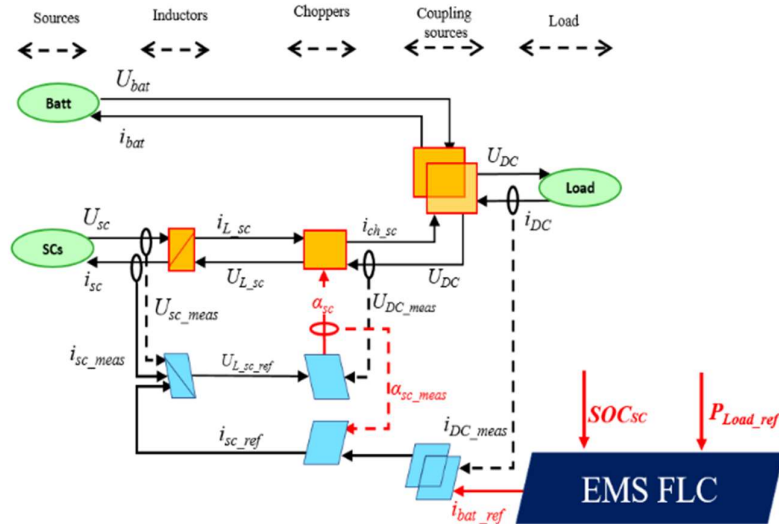 Sources
Inductors
Choppers
Coupling
sources
Load
U_bat
Batt
i_bat
U_DC
Load
i_DC
U_sc
i_L_sc
i_ch_sc
SCs
i_sc
U_L_sc
U_DC
α_sc
U_DC_meas
U_sc_meas
i_sc_meas
U_L_sc_ref
α_sc_meas
SOC_SC
P_Load_ref
i_sc_ref
i_DC_meas
EMS FLC
i_bat_ref